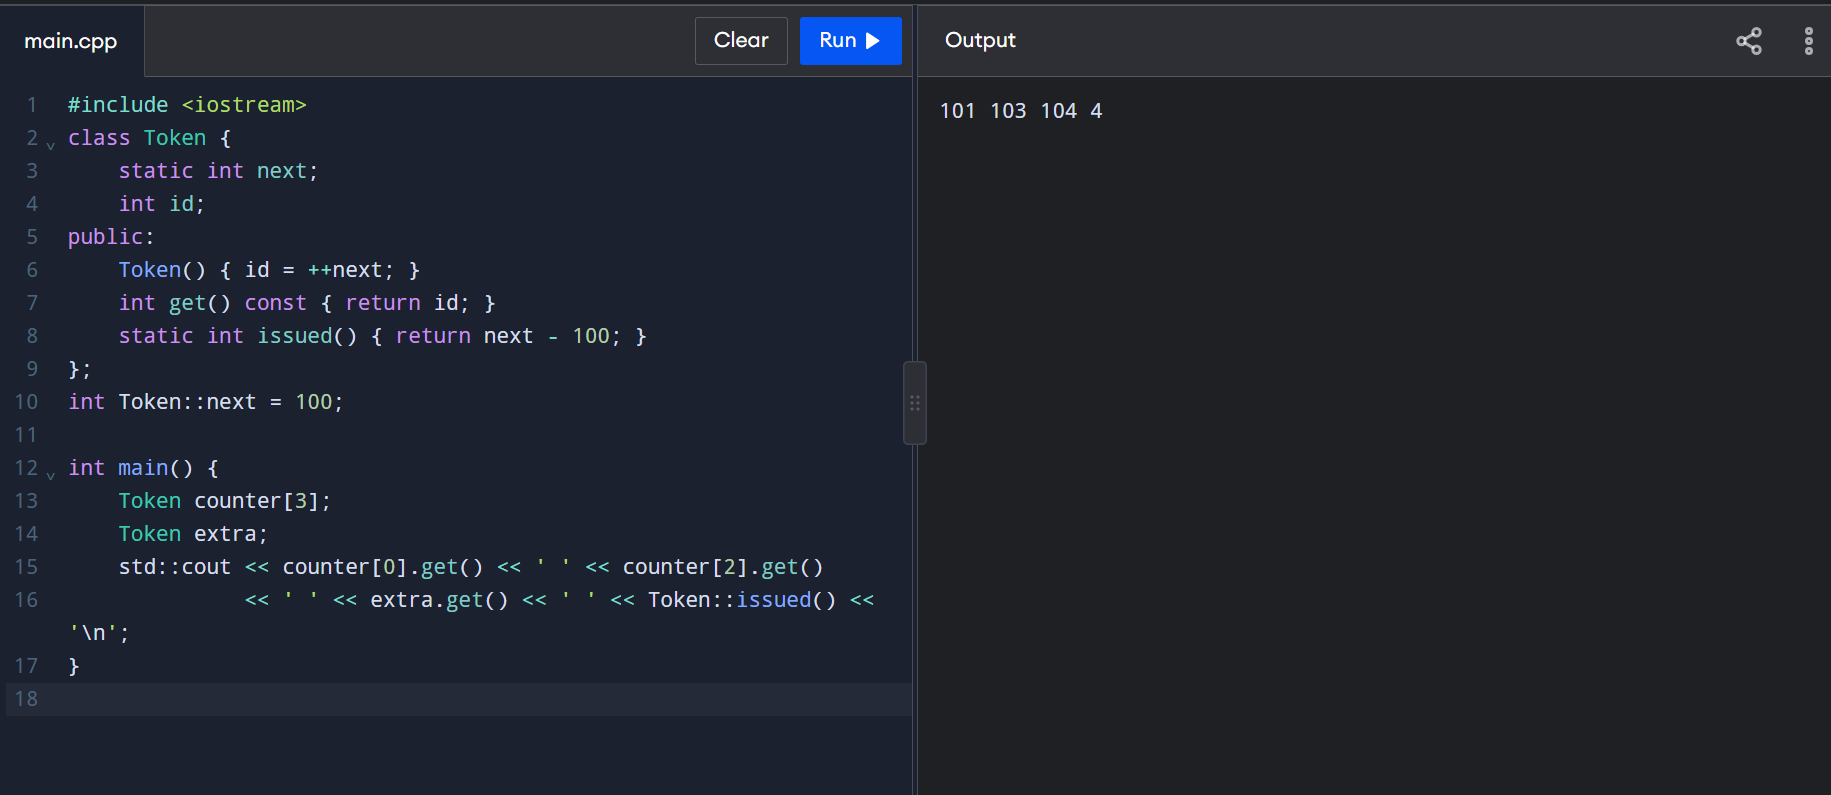 main.cpp
Clear
Run
Output
1 #include <iostream>
2 class Token {
3     static int next;
4     int id;
5 public:
6     Token() { id = ++next; }
7     int get() const { return id; }
8     static int issued() { return next - 100; }
9 };
10 int Token::next = 100;
11
12 int main() {
13     Token counter[3];
14     Token extra;
15     std::cout << counter[0].get() << ' ' << counter[2].get()
16               << ' ' << extra.get() << ' ' << Token::issued() <<
'\n';
17 }
18
101 103 104 4